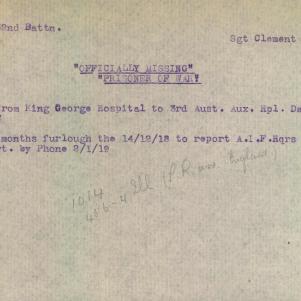 2nd Battn.
Sgt Clement
"OFFICIALLY MISSING"
"PRISONER OF WAR"
rom King George Hospital to 3rd Aust. Aux. Hpl. Da
months furlough the 14/12/18 to report A.I.F.Hqrs
t. by Phone 2/1/19
1014
England)